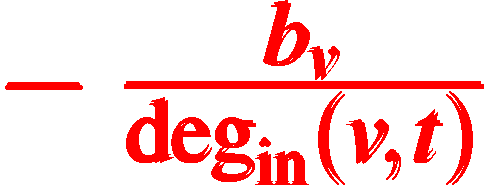 − b_v / deg_in(v,t)